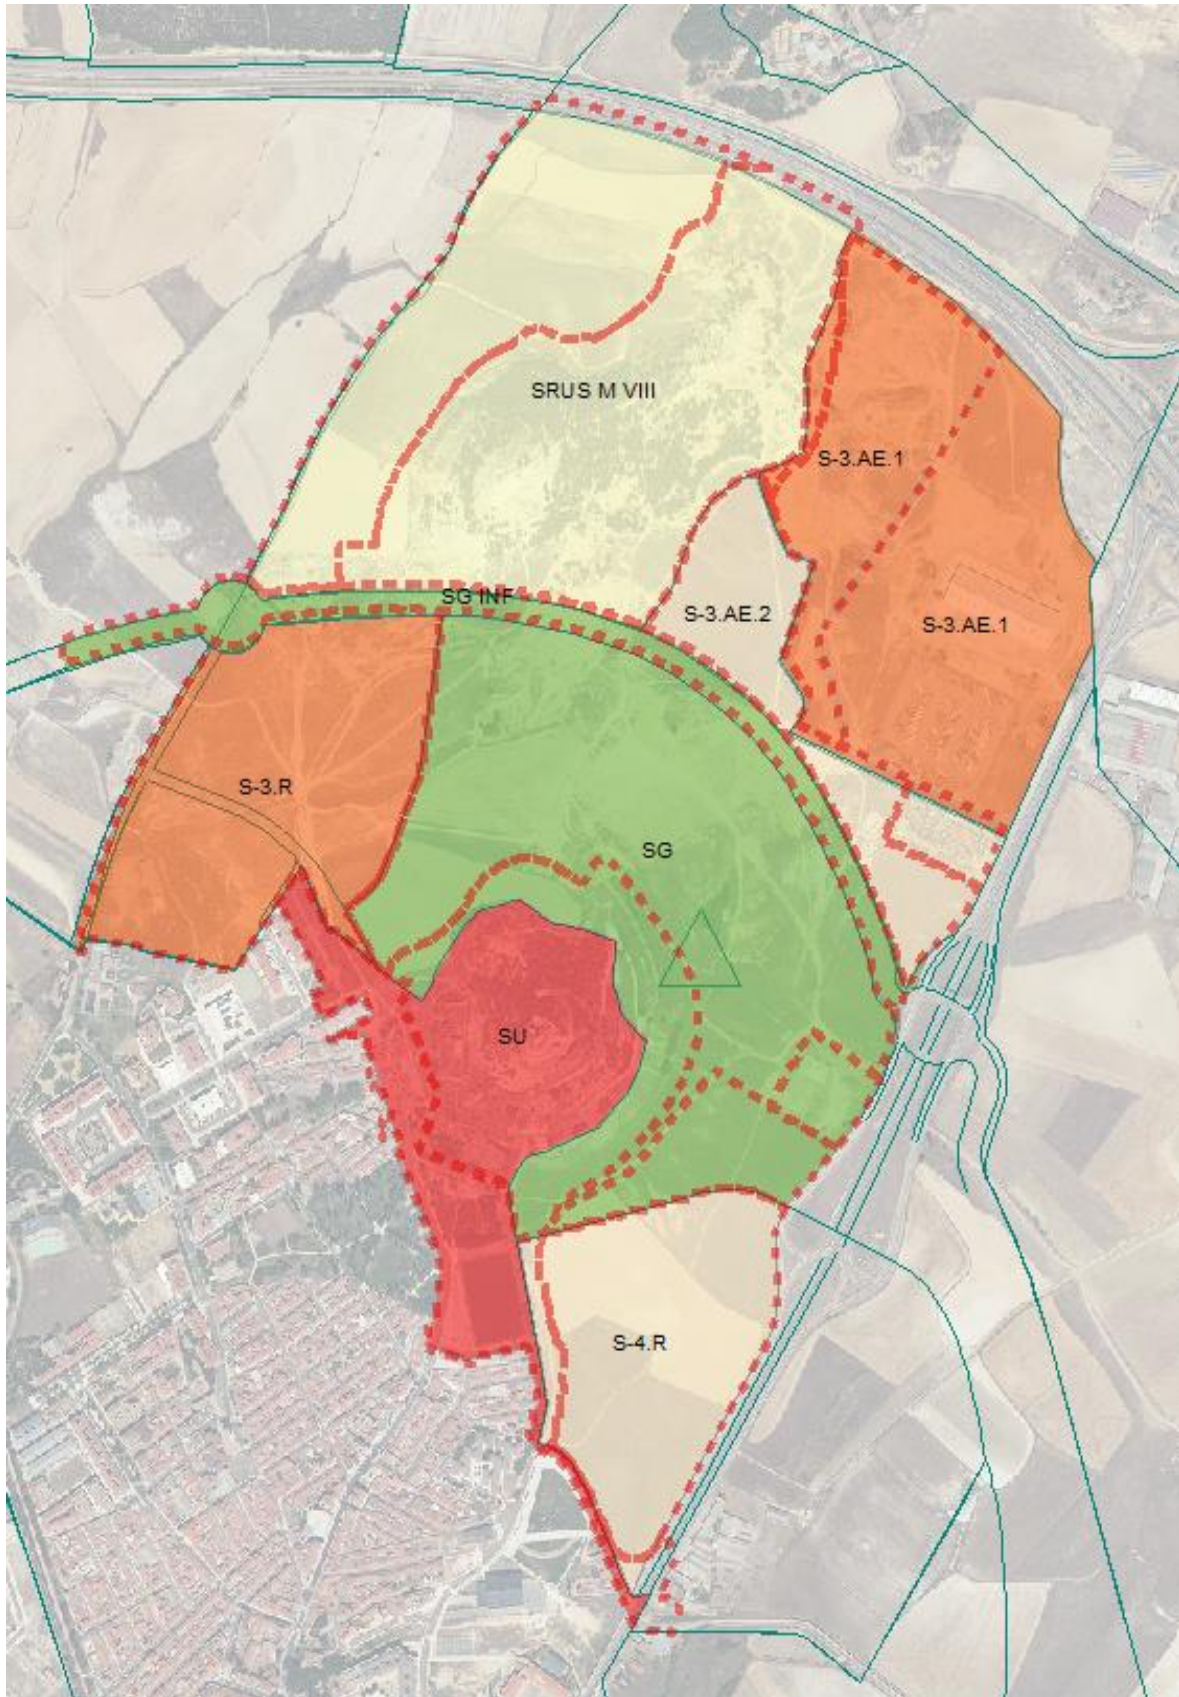 SRUS M VIII
S-3.AE.1
SG INF
S-3.AE.2
S-3.AE.1
S-3.R
SG
SU
S-4.R